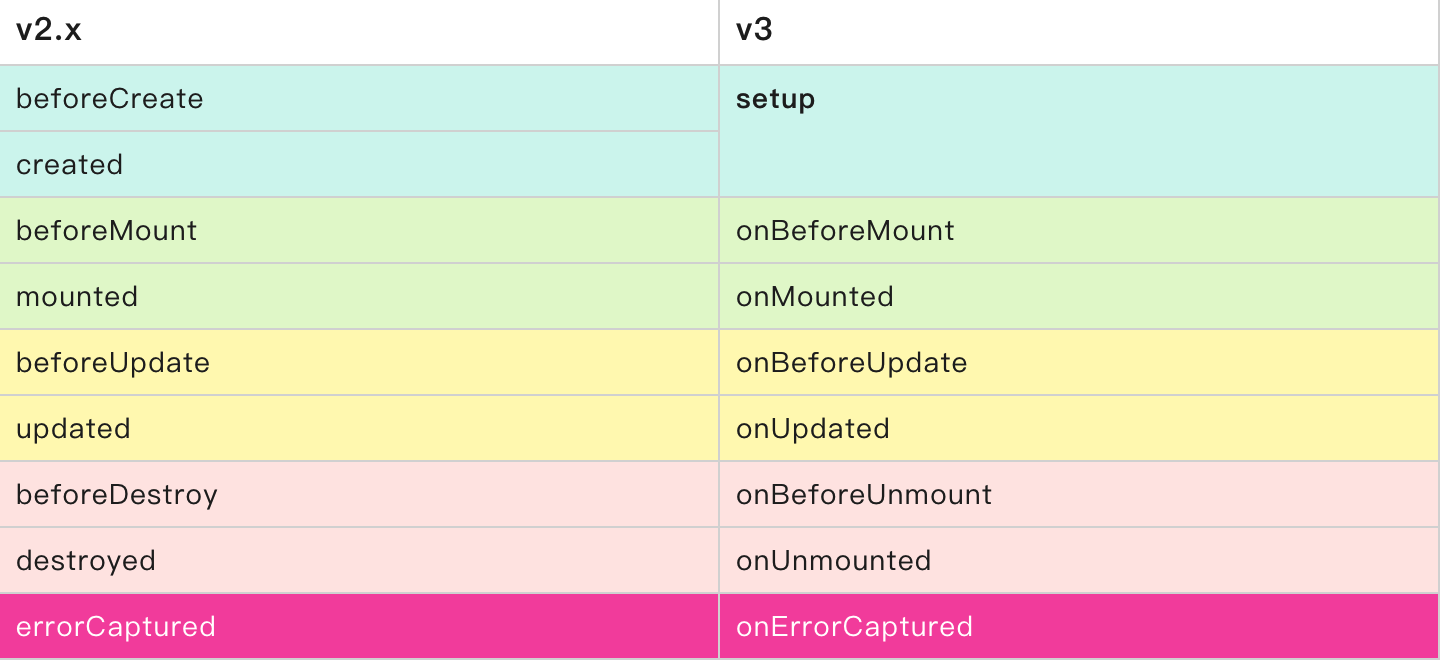 v2.x v3
beforeCreate setup
created
beforeMount onBeforeMount
mounted onMounted
beforeUpdate onBeforeUpdate
updated onUpdated
beforeDestroy onBeforeUnmount
destroyed onUnmounted
errorCaptured onErrorCaptured